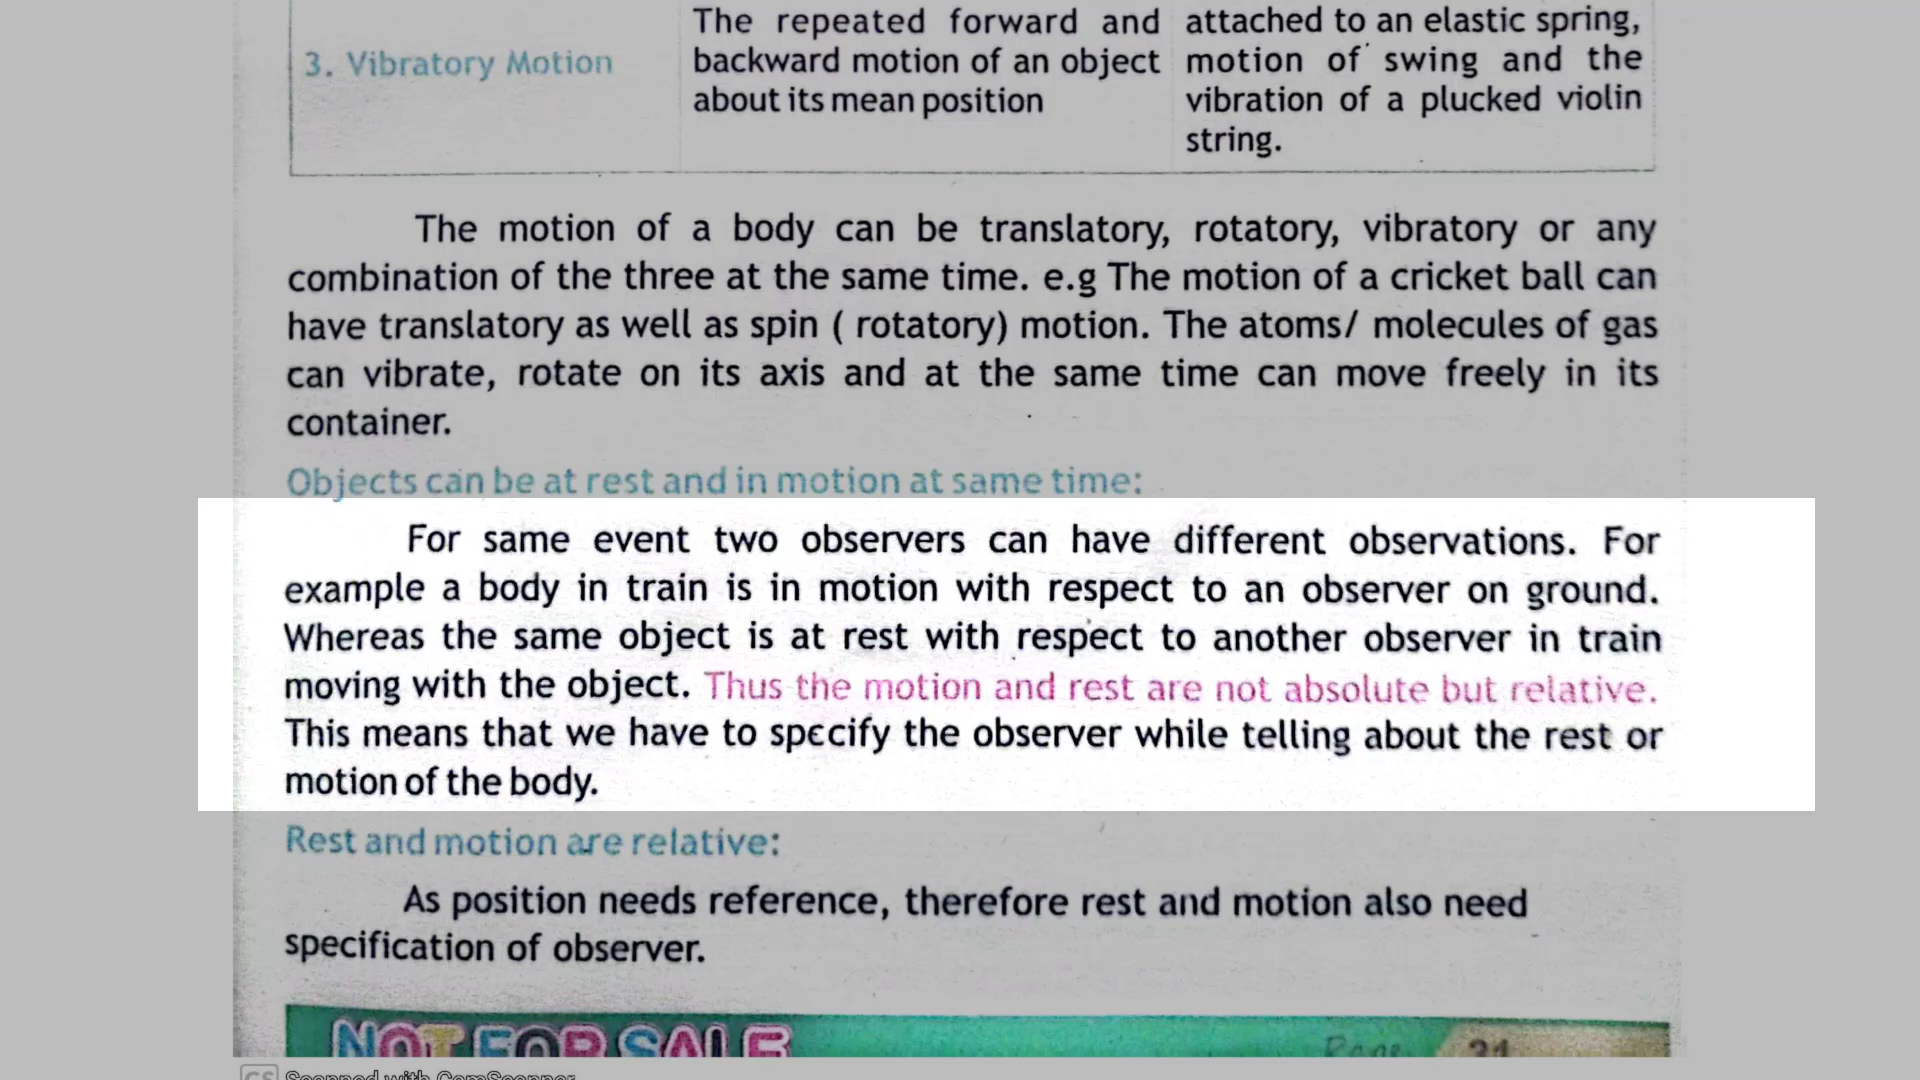 The repeated forward and
backward motion of an object
about its mean position
attached to an elastic spring,
motion of swing and the
vibration of a plucked violin
string.
3. Vibratory Motion
The motion of a body can be translatory, rotatory, vibratory or any
combination of the three at the same time. e.g The motion of a cricket ball can
have translatory as well as spin ( rotatory) motion. The atoms/ molecules of gas
can vibrate, rotate on its axis and at the same time can move freely in its
container.
Objects can be at rest and in motion at same time:
For same event two observers can have different observations. For
example a body in train is in motion with respect to an observer on ground.
Whereas the same object is at rest with respect to another observer in train
moving with the object. Thus the motion and rest are not absolute but relative.
This means that we have to specify the observer while telling about the rest or
motion of the body.
Rest and motion are relative:
As position needs reference, therefore rest and motion also need
specification of observer.
NOT FOR SALE
Page 31
CS Scanned with CamScanner